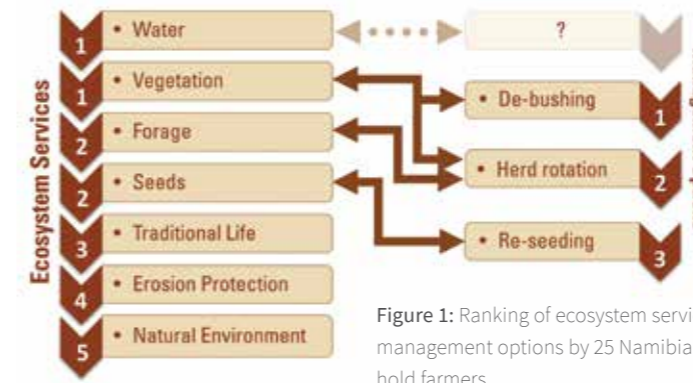 Ecosystem Services
1 • Water
1 • Vegetation
2 • Forage
2 • Seeds
3 • Traditional Life
4 • Erosion Protection
5 • Natural Environment
?
• De-bushing 1
• Herd rotation 2
• Re-seeding 3
Figure 1: Ranking of ecosystem servi
management options by 25 Namibia
hold farmers